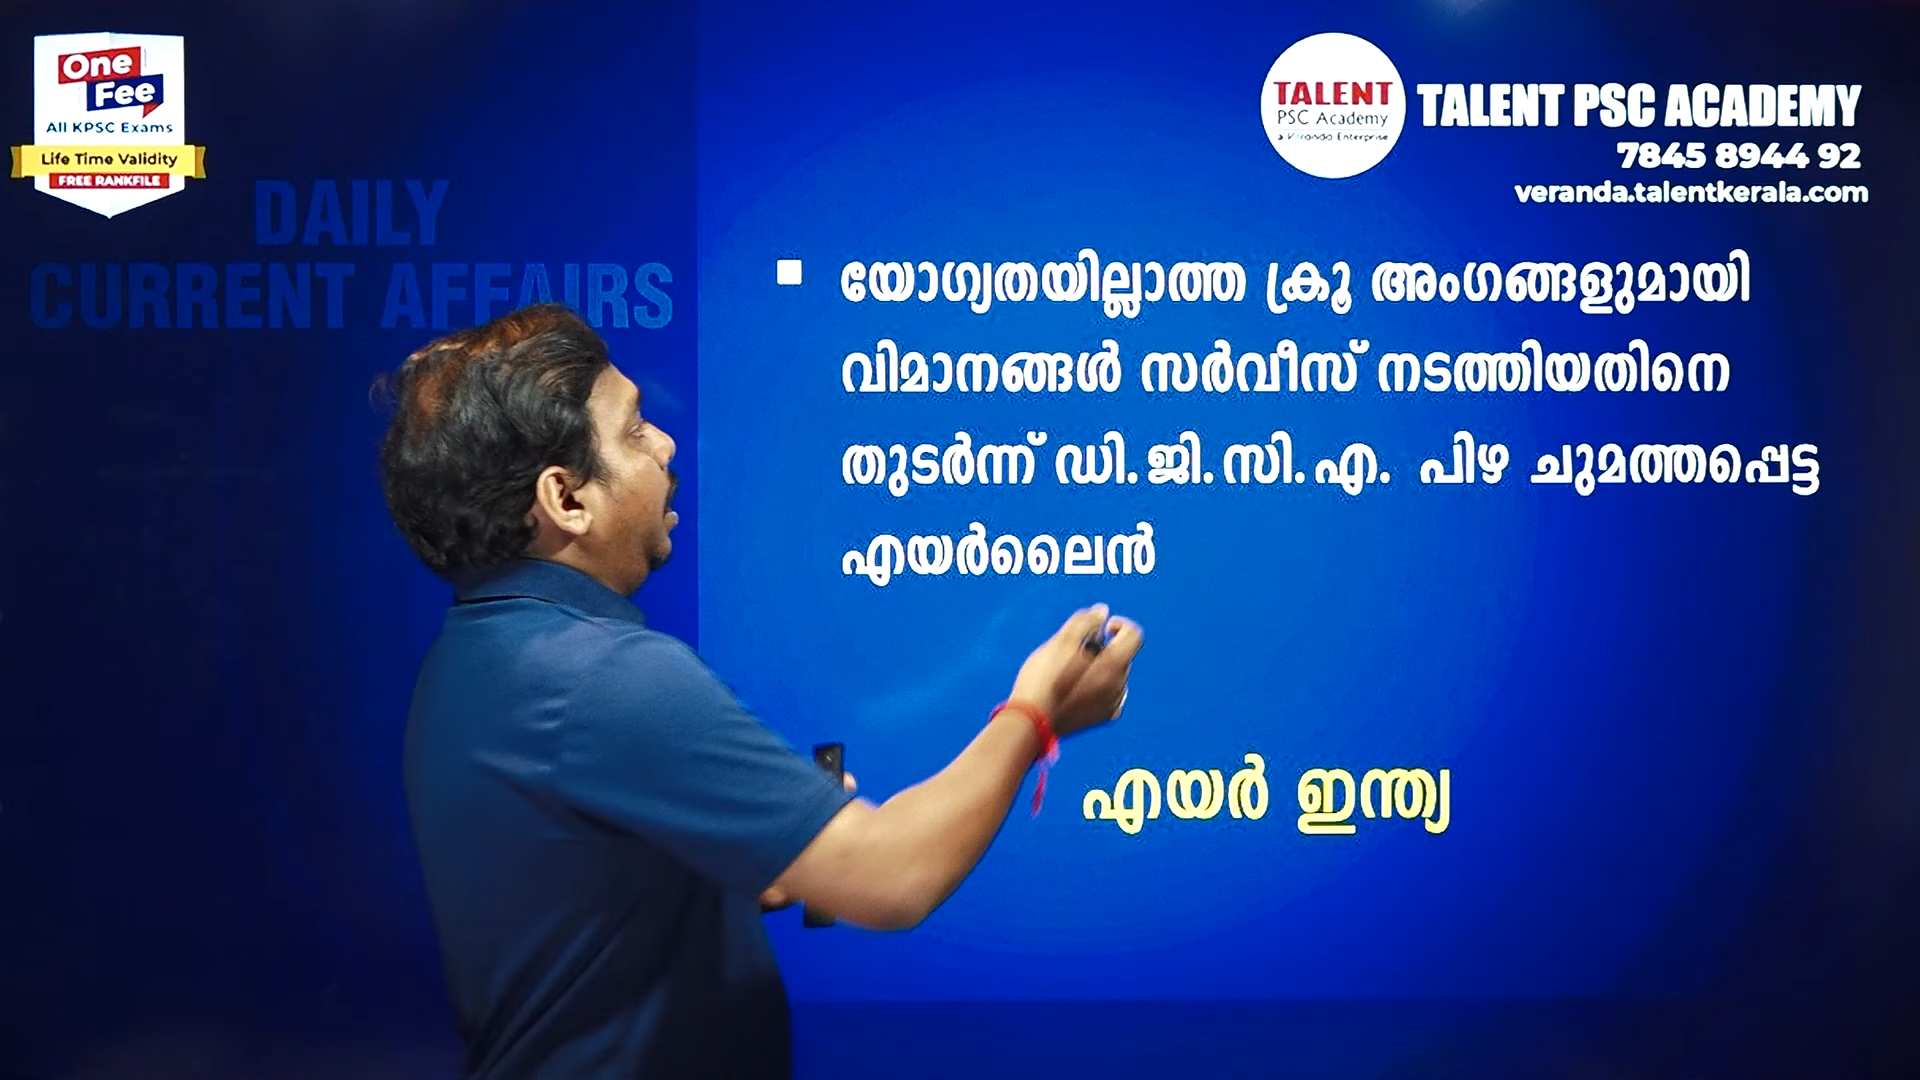 One
Fee
All KPSC Exams
Life Time Validity
FREE RANKFILE
TALENT
PSC Academy
a Veranda Enterprise
TALENT PSC ACADEMY
7845 8944 92
veranda.talentkerala.com
DAILY
CURRENT AFFAIRS
■ യോഗ്യതയില്ലാത്ത ക്രൂ അംഗങ്ങളുമായി
വിമാനങ്ങൾ സർവീസ് നടത്തിയതിനെ
തുടർന്ന് ഡി.ജി.സി.എ. പിഴ ചുമത്തപ്പെട്ട
എയർലൈൻ
എയർ ഇന്ത്യ